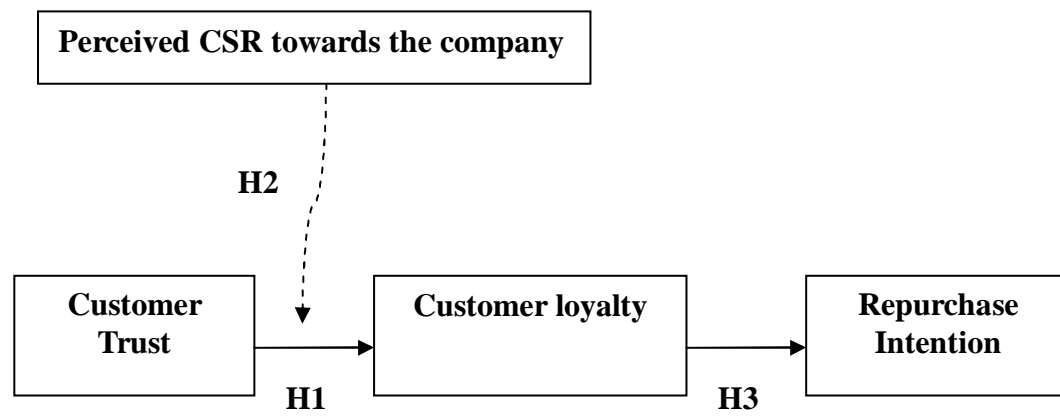 Perceived CSR towards the company
H2
Customer
Trust
Customer loyalty
Repurchase
Intention
H1
H3